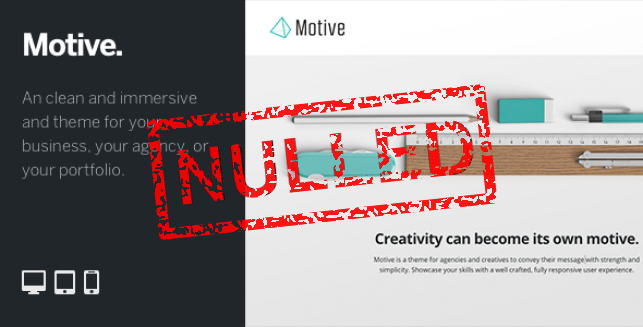 Motive.
An clean and immersive
and theme for your
business, your agency, or
your portfolio.
Motive
NULLED
Creativity can become its own motive.
Motive is a theme for agencies and creatives to convey their message with strength and
simplicity. Showcase your skills with a well crafted, fully responsive user experience.